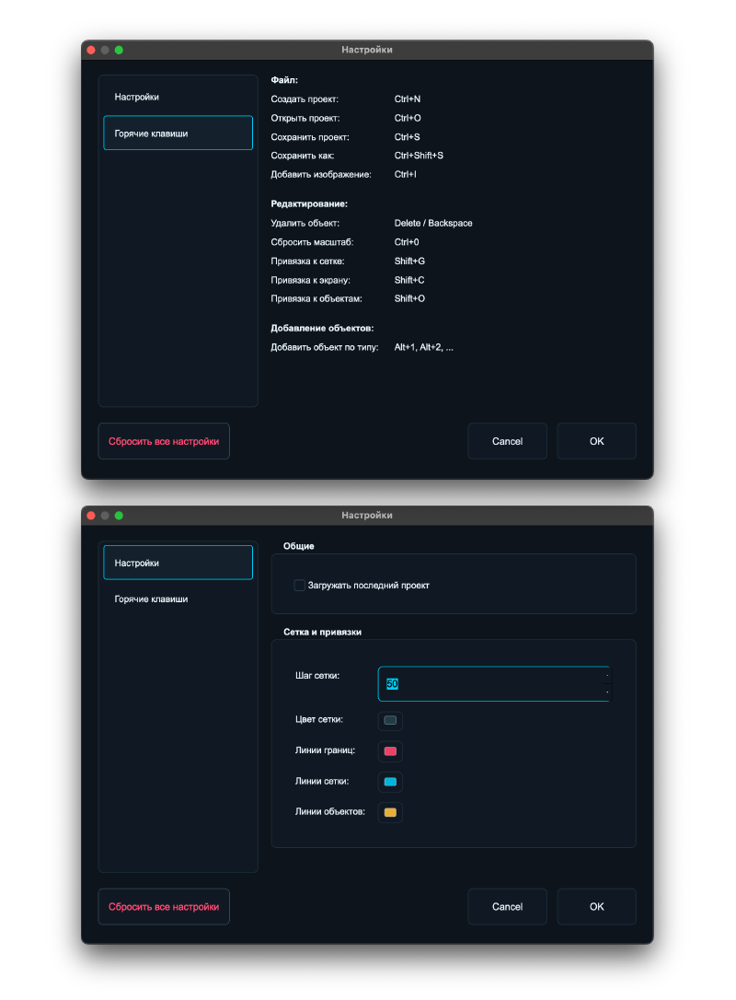 Настройки
Настройки
Горячие клавиши
Файл:
Создать проект: Ctrl+N
Открыть проект: Ctrl+O
Сохранить проект: Ctrl+S
Сохранить как: Ctrl+Shift+S
Добавить изображение: Ctrl+I
Редактирование:
Удалить объект: Delete / Backspace
Сбросить масштаб: Ctrl+0
Привязка к сетке: Shift+G
Привязка к экрану: Shift+C
Привязка к объектам: Shift+O
Добавление объектов:
Добавить объект по типу: Alt+1, Alt+2, ...
Сбросить все настройки
Cancel
OK
Настройки
Настройки
Горячие клавиши
Общие
Загружать последний проект
Сетка и привязки
Шаг сетки: 50
Цвет сетки:
Линии границ:
Линии сетки:
Линии объектов:
Сбросить все настройки
Cancel
OK